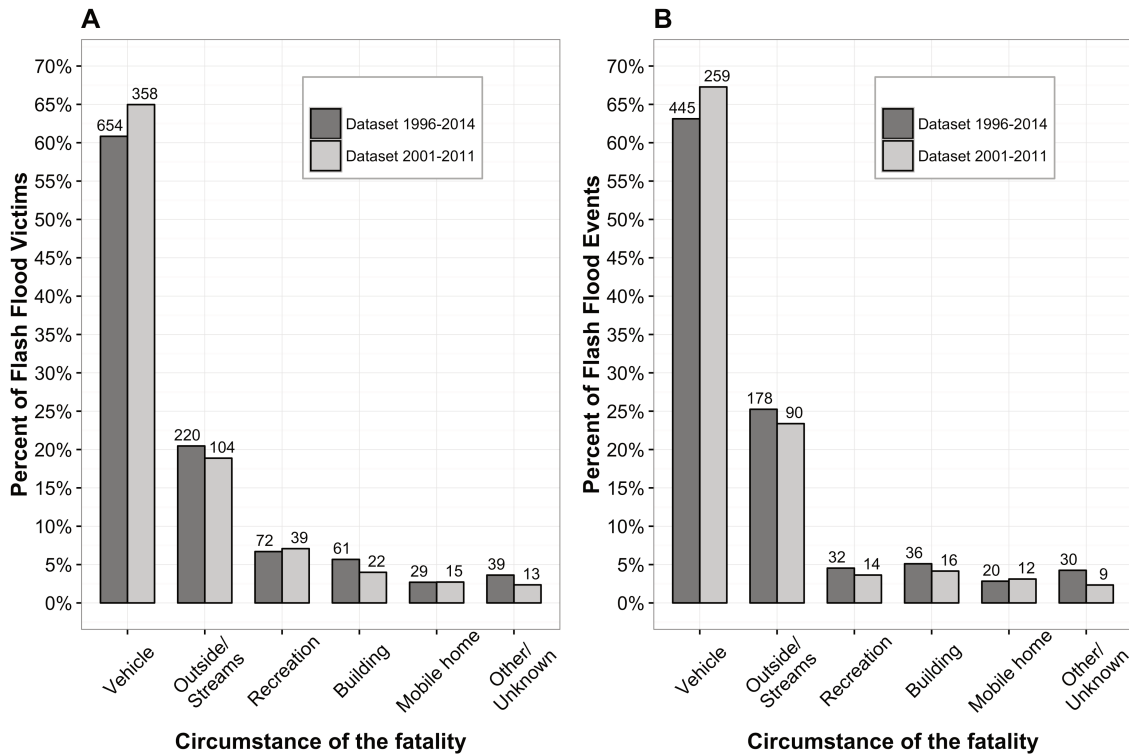 A
Percent of Flash Flood Victims
70%
65%
60%
55%
50%
45%
40%
35%
30%
25%
20%
15%
10%
5%
0%
Dataset 1996-2014
Dataset 2001-2011
654
358
220
104
72
39
61
22
29
15
39
13
Vehicle
Outside/
Streams
Recreation
Building
Mobile home
Other/
Unknown
Circumstance of the fatality
B
Percent of Flash Flood Events
70%
65%
60%
55%
50%
45%
40%
35%
30%
25%
20%
15%
10%
5%
0%
Dataset 1996-2014
Dataset 2001-2011
445
259
178
90
32
14
36
16
20
12
30
9
Vehicle
Outside/
Streams
Recreation
Building
Mobile home
Other/
Unknown
Circumstance of the fatality